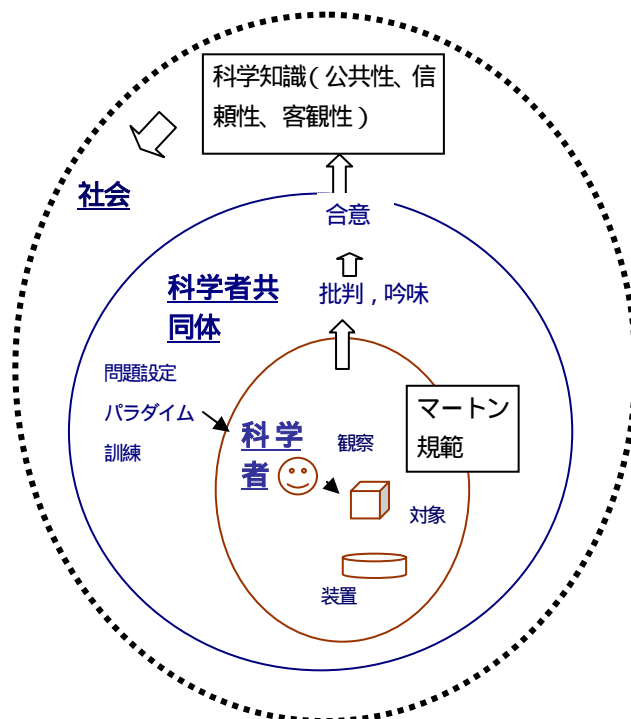 科学知識（公共性、信
頼性、客観性）
社会
合意
科学者共
同体
批判，吟味
問題設定
パラダイム
訓練
マートン
規範
科学
者
観察
対象
装置